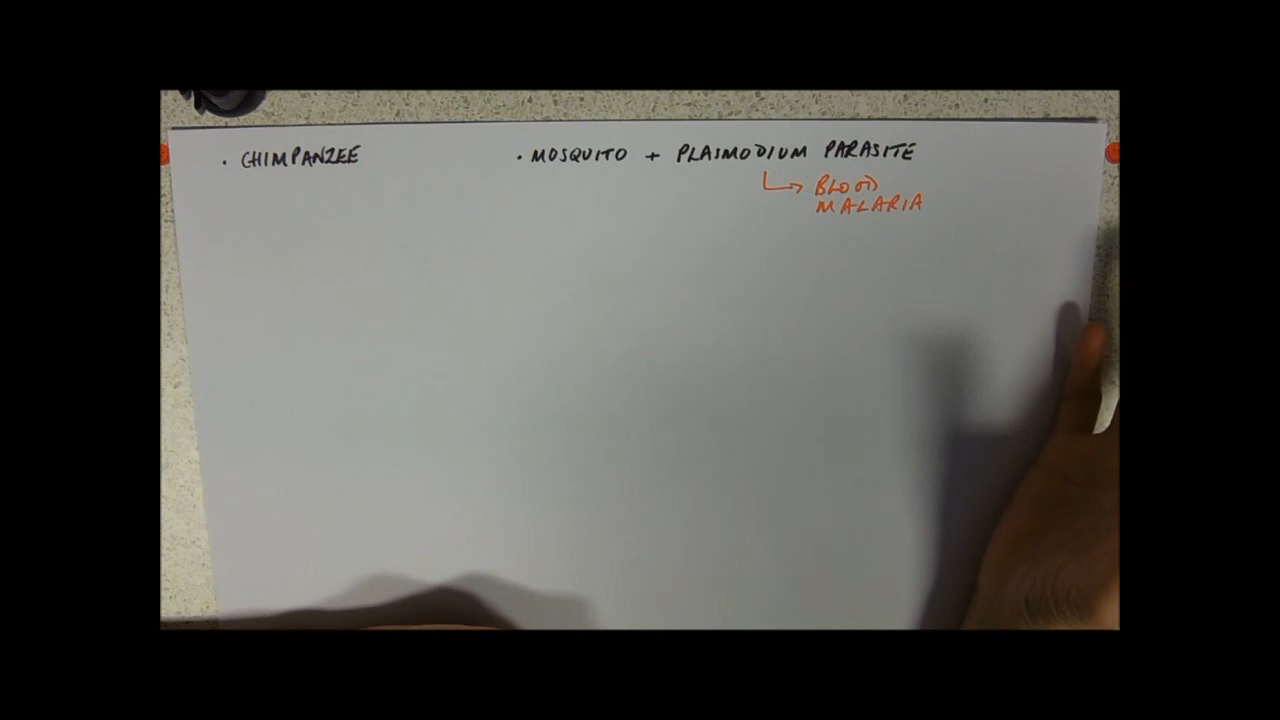 · CHIMPANZEE
· MOSQUITO + PLASMODIUM PARASITE
↳ BLOOD
MALARIA